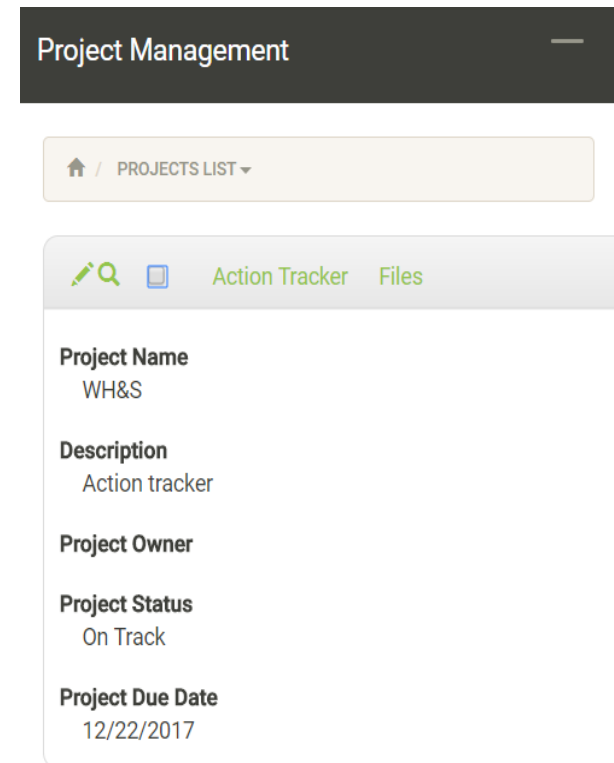 Project Management
/ PROJECTS LIST
Action Tracker Files
Project Name
WH&S
Description
Action tracker
Project Owner
Project Status
On Track
Project Due Date
12/22/2017